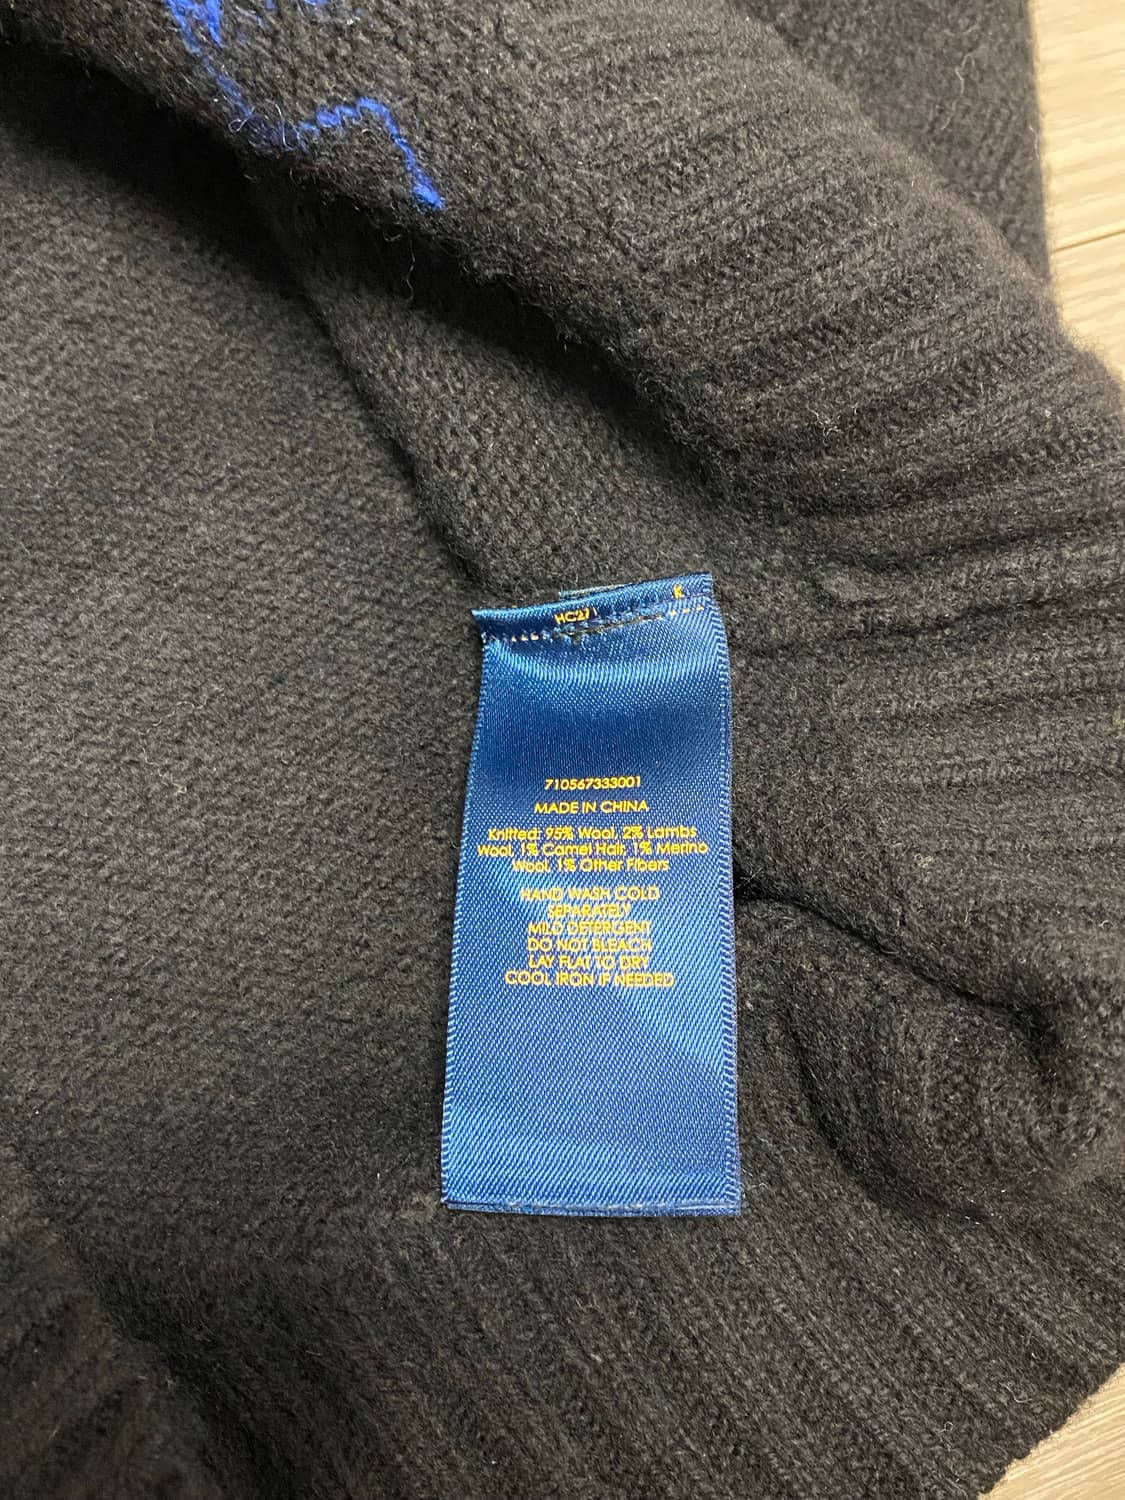 HC27 K
710567333001
MADE IN CHINA
Knitted: 95% Wool, 2% Lambs
Wool, 1% Camel Hair, 1% Merino
Wool, 1% Other Fibers
HAND WASH COLD
SEPARATELY
MILD DETERGENT
DO NOT BLEACH
LAY FLAT TO DRY
COOL IRON IF NEEDED